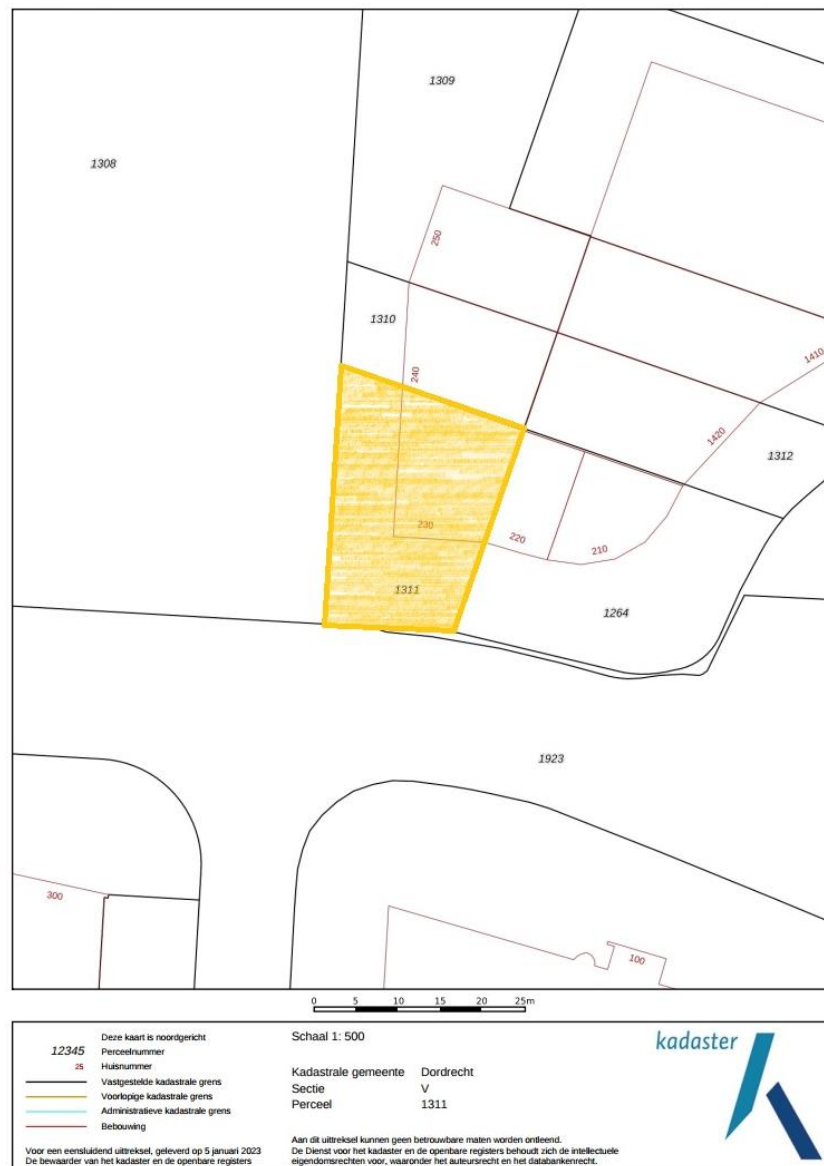 1309
1308
250
1310
240
1410
1420
1312
230
220
210
1311
1264
1923
300
100
0 5 10 15 20 25m
Deze kaart is noordgericht
12345 Perceelnummer
25 Huisnummer
Vastgestelde kadastrale grens
Voorlopige kadastrale grens
Administratieve kadastrale grens
Bebouwing
Voor een eensluidend uittreksel, geleverd op 5 januari 2023
De bewaarder van het kadaster en de openbare registers
Schaal 1: 500
Kadastrale gemeente Dordrecht
Sectie V
Perceel 1311
Aan dit uittreksel kunnen geen betrouwbare maten worden ontleend.
De Dienst voor het kadaster en de openbare registers behoudt zich de intellectuele
eigendomsrechten voor, waaronder het auteursrecht en het databankenrecht.
kadaster